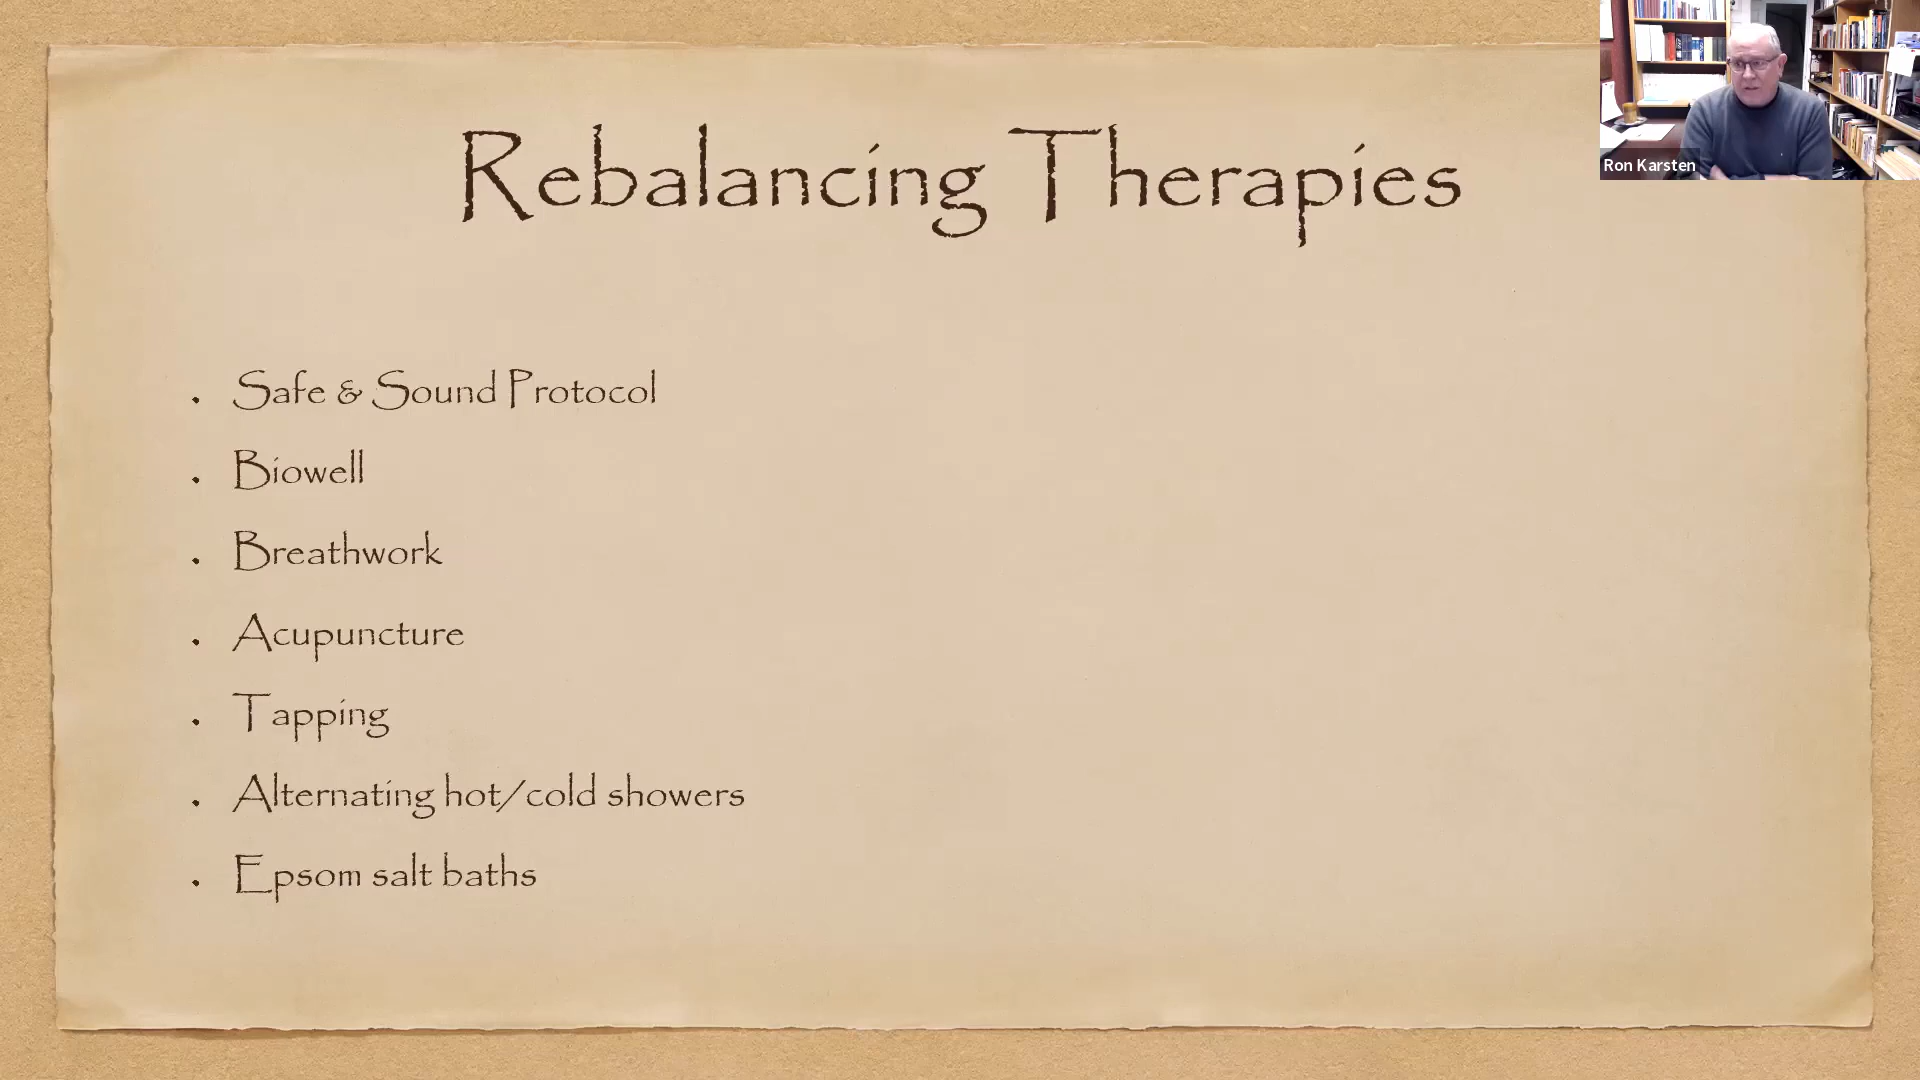 Rebalancing Therapies
Ron Karsten
• Safe & Sound Protocol
• Biowell
• Breathwork
• Acupuncture
• Tapping
• Alternating hot/cold showers
• Epsom salt baths